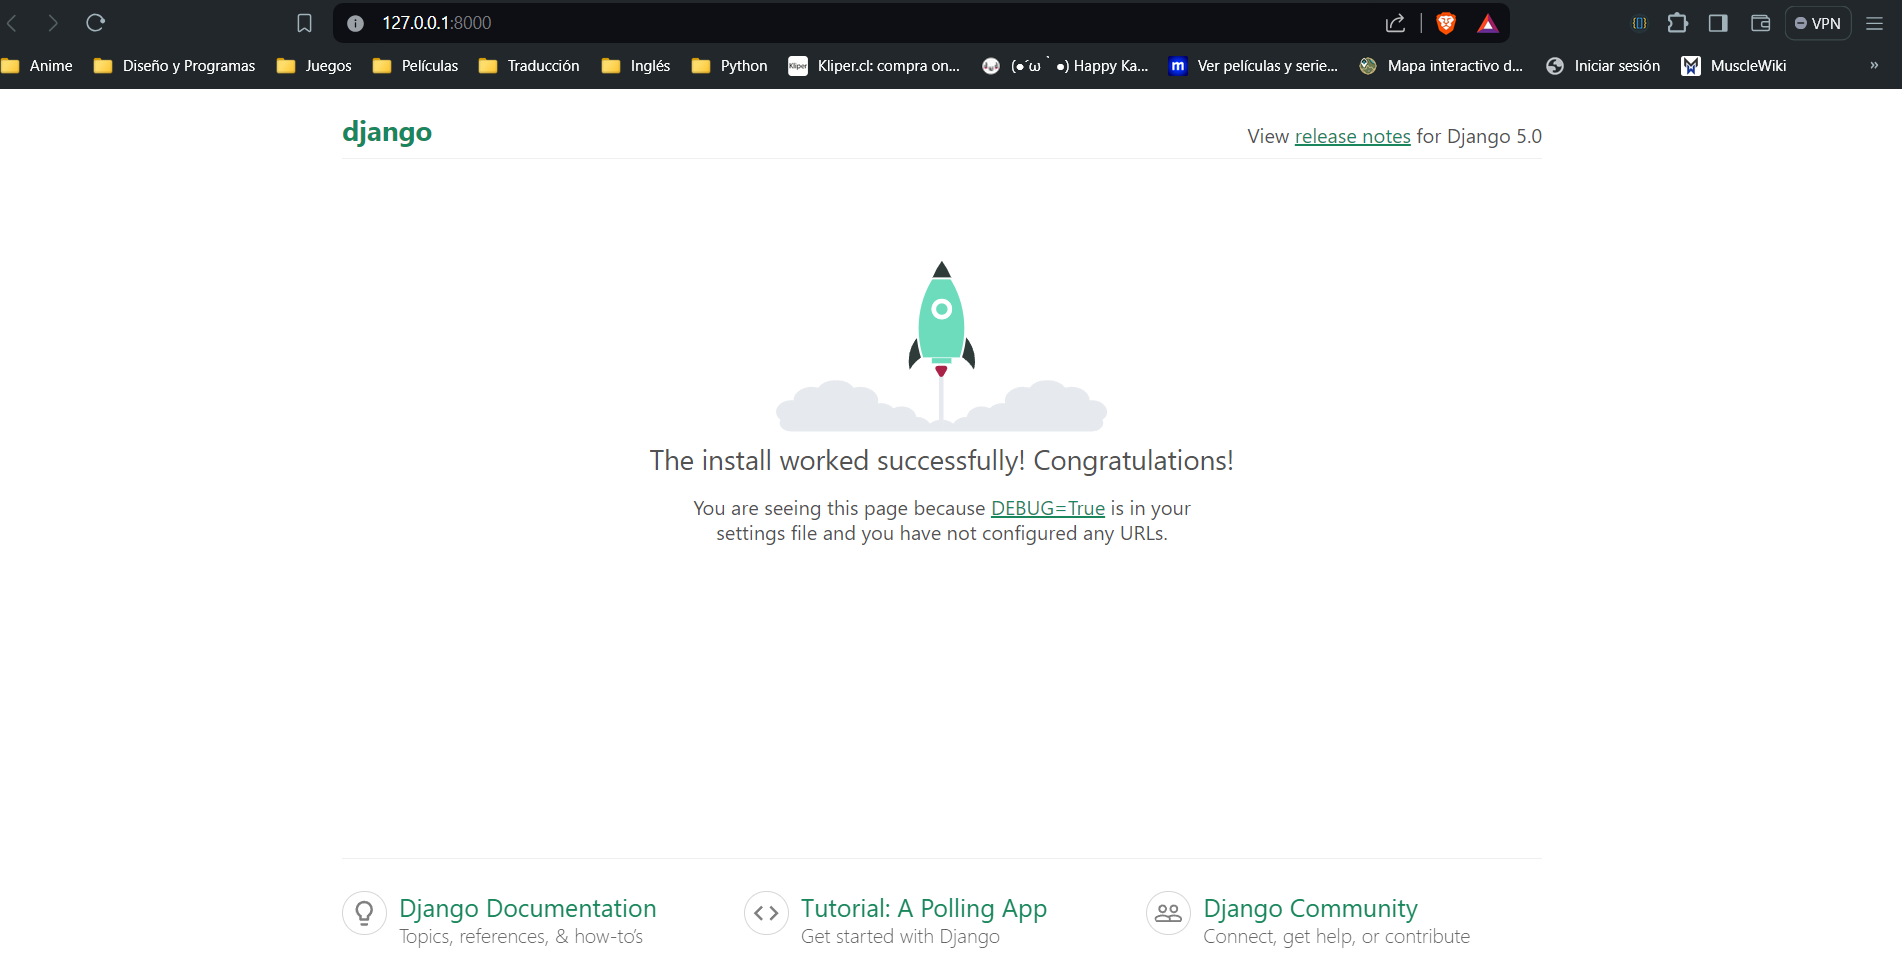 127.0.0.1:8000
VPN
Anime Diseño y Programas Juegos Películas Traducción Inglés Python Kliper Kliper.cl: compra on... (●´ω`●) Happy Ka... m Ver películas y serie... Mapa interactivo d... Iniciar sesión MuscleWiki »
django
View release notes for Django 5.0
The install worked successfully! Congratulations!
You are seeing this page because DEBUG=True is in your
settings file and you have not configured any URLs.
Django Documentation
Topics, references, & how-to's
Tutorial: A Polling App
Get started with Django
Django Community
Connect, get help, or contribute